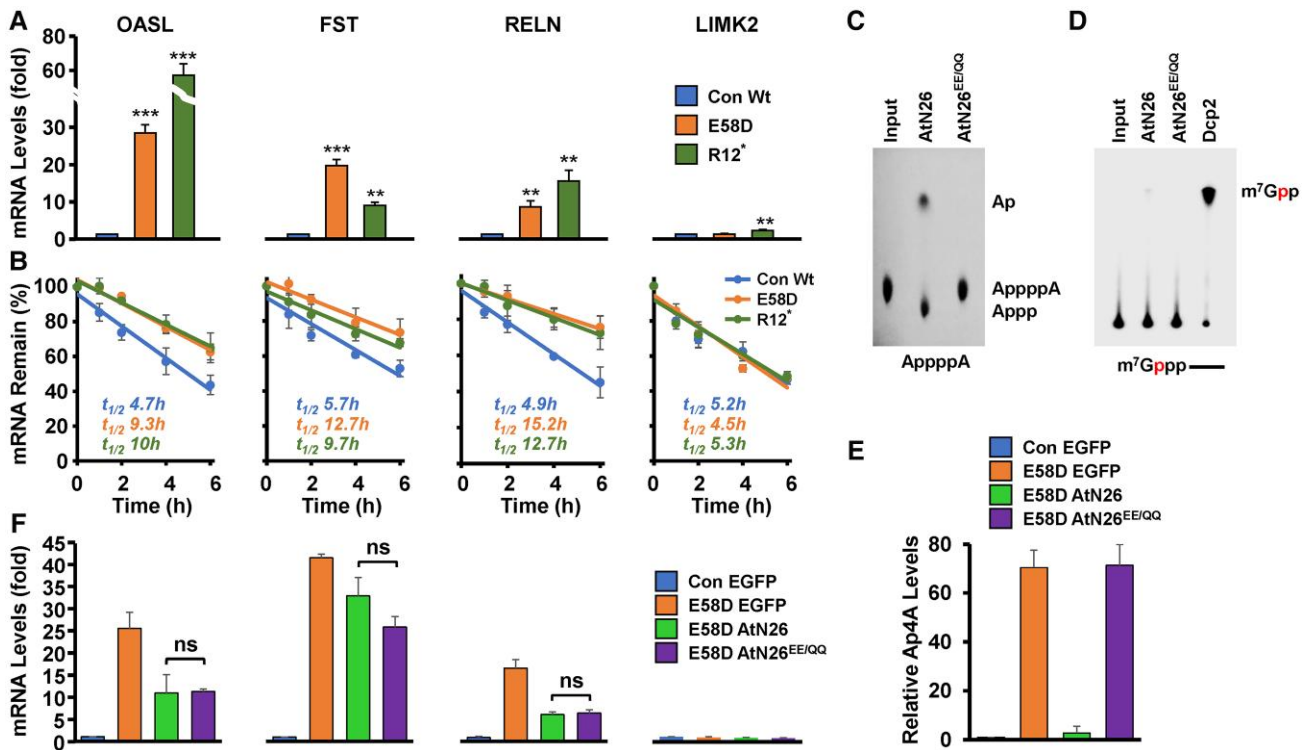 A
OASL
FST
RELN
LIMK2
mRNA Levels (fold)
80
60
40
30
20
10
0
***
***
***
**
**
**
**
Con Wt
E58D
R12*
B
mRNA Remain (%)
100
80
60
40
20
0
t1/2 4.7h
t1/2 9.3h
t1/2 10h
t1/2 5.7h
t1/2 12.7h
t1/2 9.7h
t1/2 4.9h
t1/2 15.2h
t1/2 12.7h
Con Wt
E58D
R12*
t1/2 5.2h
t1/2 4.5h
t1/2 5.3h
0 2 4 6
0 2 4 6
0 2 4 6
0 2 4 6
Time (h)
Time (h)
Time (h)
Time (h)
C
Input
AtN26
AtN26EE/QQ
Ap
AppppA
Appp
AppppA
D
Input
AtN26
AtN26EE/QQ
Dcp2
m7Gpp
m7Gppp
E
Con EGFP
E58D EGFP
E58D AtN26
E58D AtN26EE/QQ
Relative Ap4A Levels
80
60
40
20
0
F
mRNA Levels (fold)
45
40
35
30
25
20
15
10
5
0
ns
ns
ns
Con EGFP
E58D EGFP
E58D AtN26
E58D AtN26EE/QQ